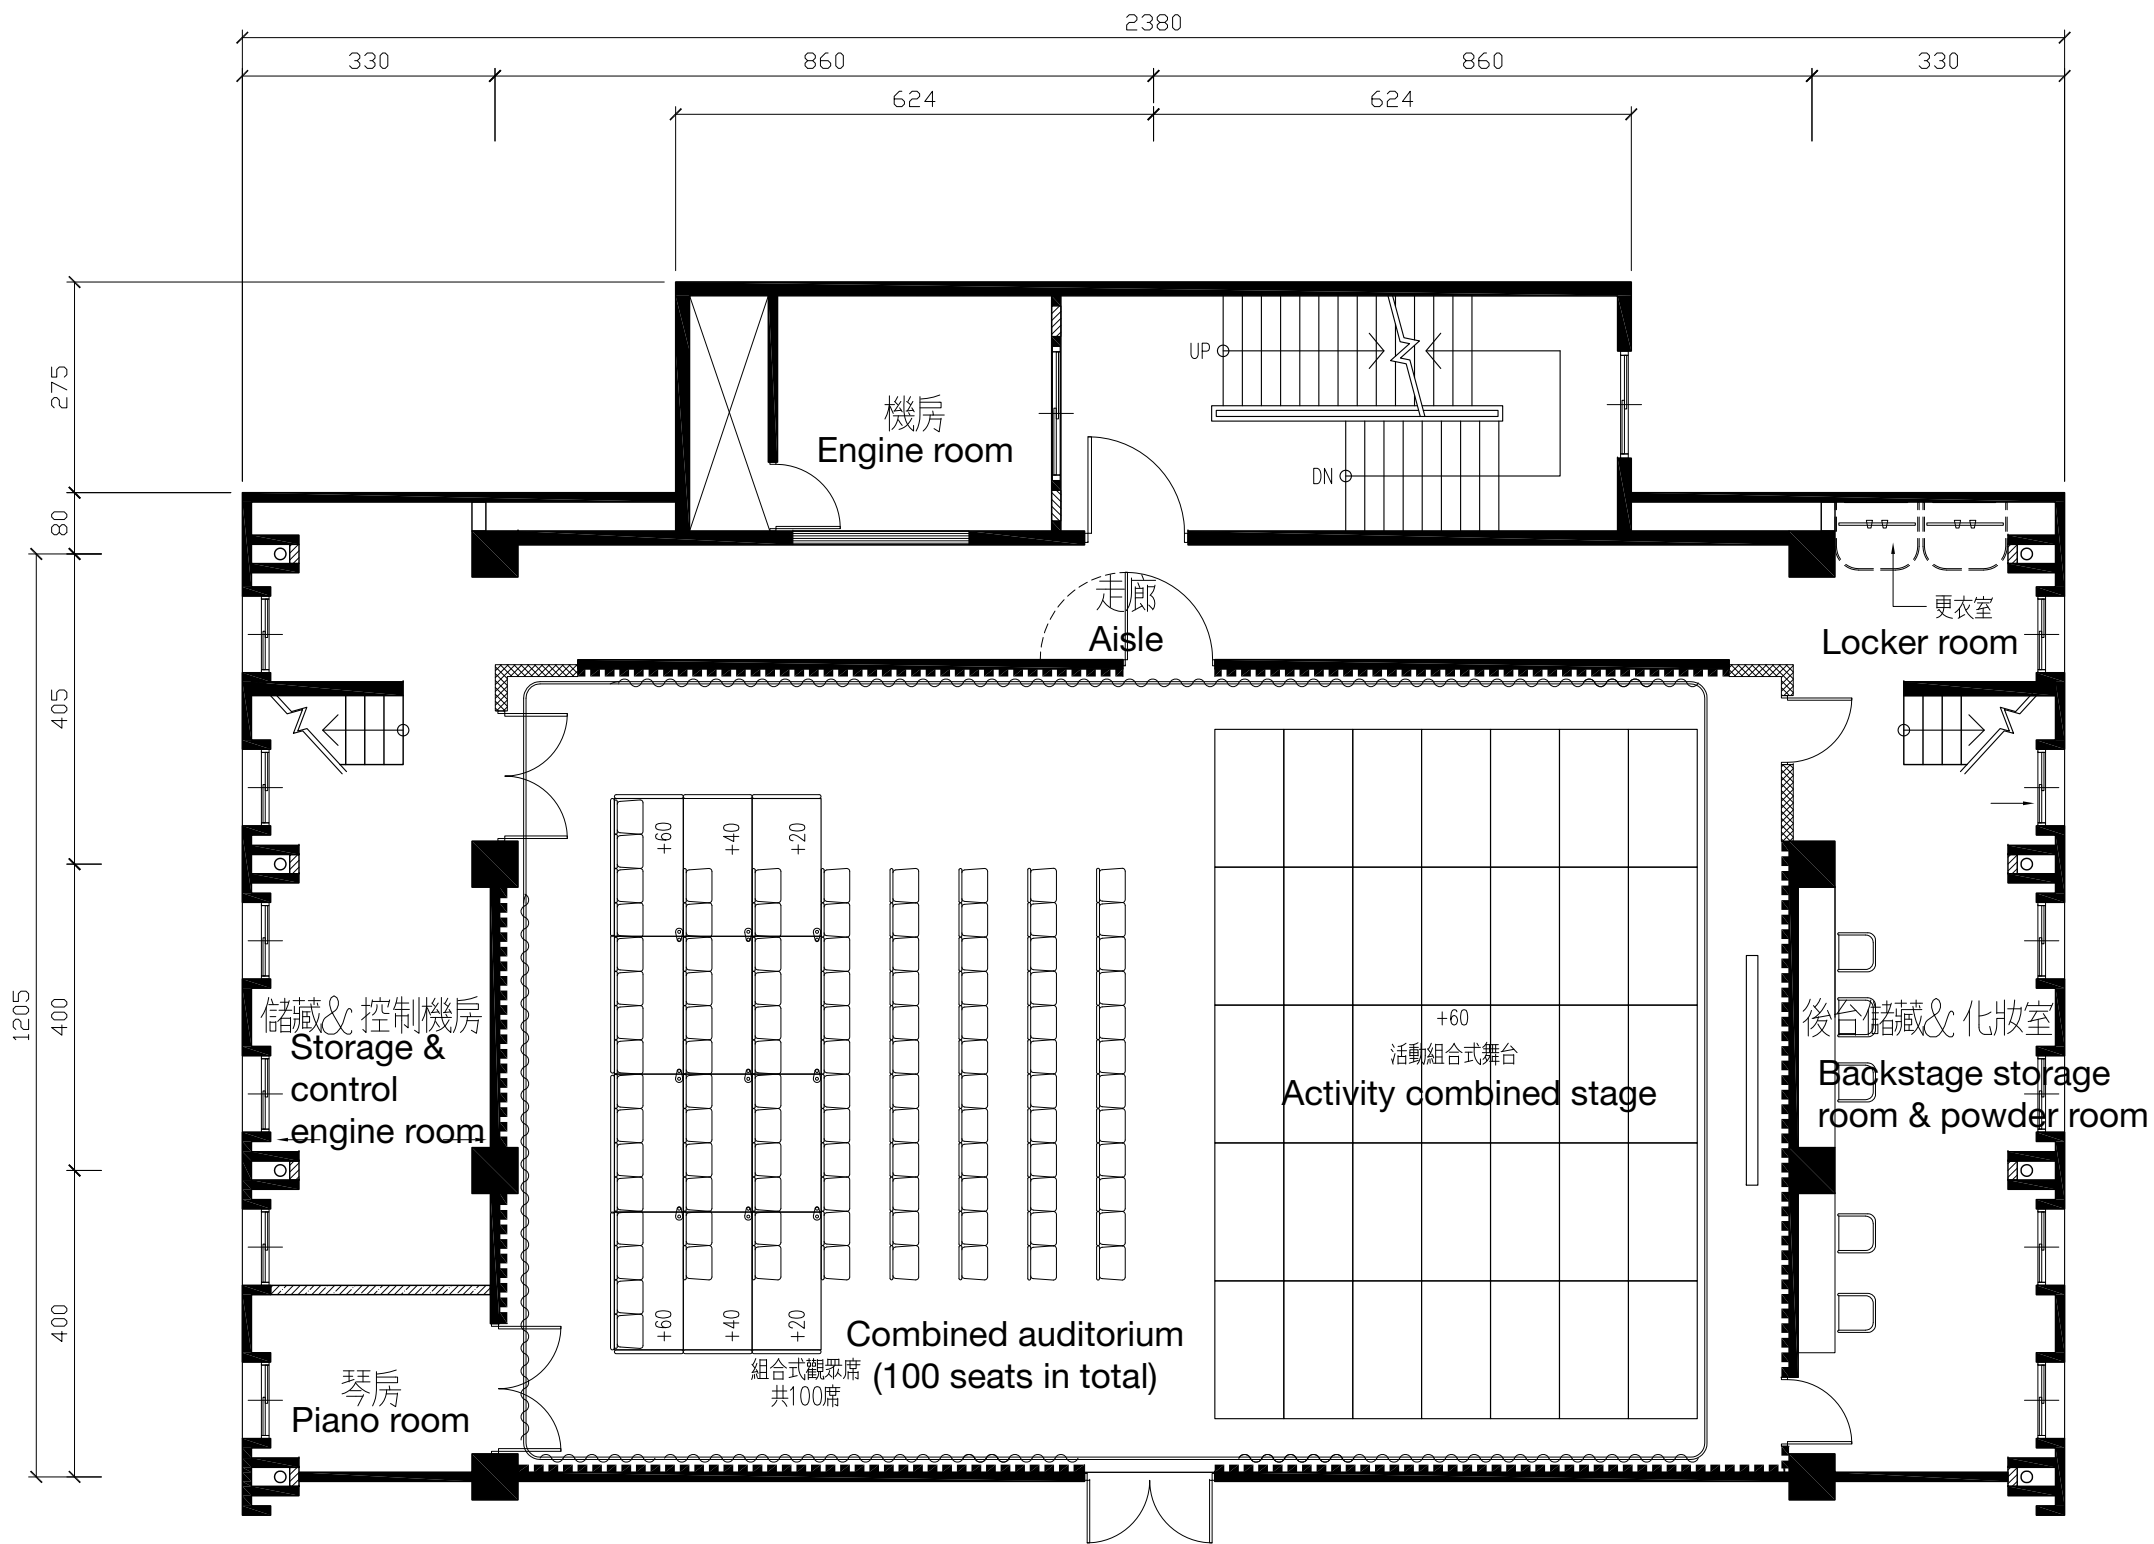 2380
330
860
860
330
624
624
275
80
405
400
400
1205
UP
DN
機房
Engine room
走廊
Aisle
更衣室
Locker room
+60
+40
+20
儲藏& 控制機房
Storage &
control
engine room
+60
活動組合式舞台
Activity combined stage
後台儲藏& 化妝室
Backstage storage
room & powder room
+60
+40
+20
Combined auditorium
(100 seats in total)
組合式觀眾席
共100席
琴房
Piano room